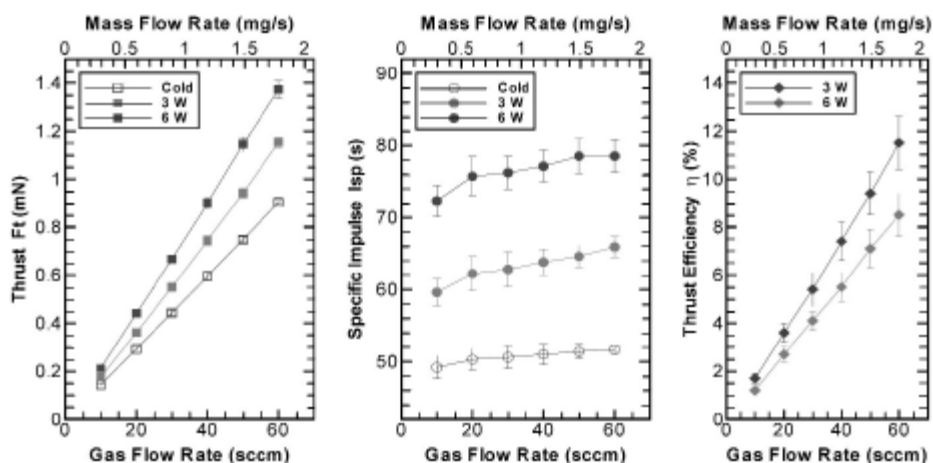 Mass Flow Rate (mg/s)
0 0.5 1 1.5 2
Thrust Ft (mN)
1.4
1.2
1
0.8
0.6
0.4
0.2
0
Cold
3 W
6 W
0 20 40 60
Gas Flow Rate (sccm)
Mass Flow Rate (mg/s)
0 0.5 1 1.5 2
Specific Impulse Isp (s)
90
80
70
60
50
Cold
3 W
6 W
0 20 40 60
Gas Flow Rate (sccm)
Mass Flow Rate (mg/s)
0 0.5 1 1.5 2
Thrust Efficiency η (%)
14
12
10
8
6
4
2
0
3 W
6 W
0 20 40 60
Gas Flow Rate (sccm)